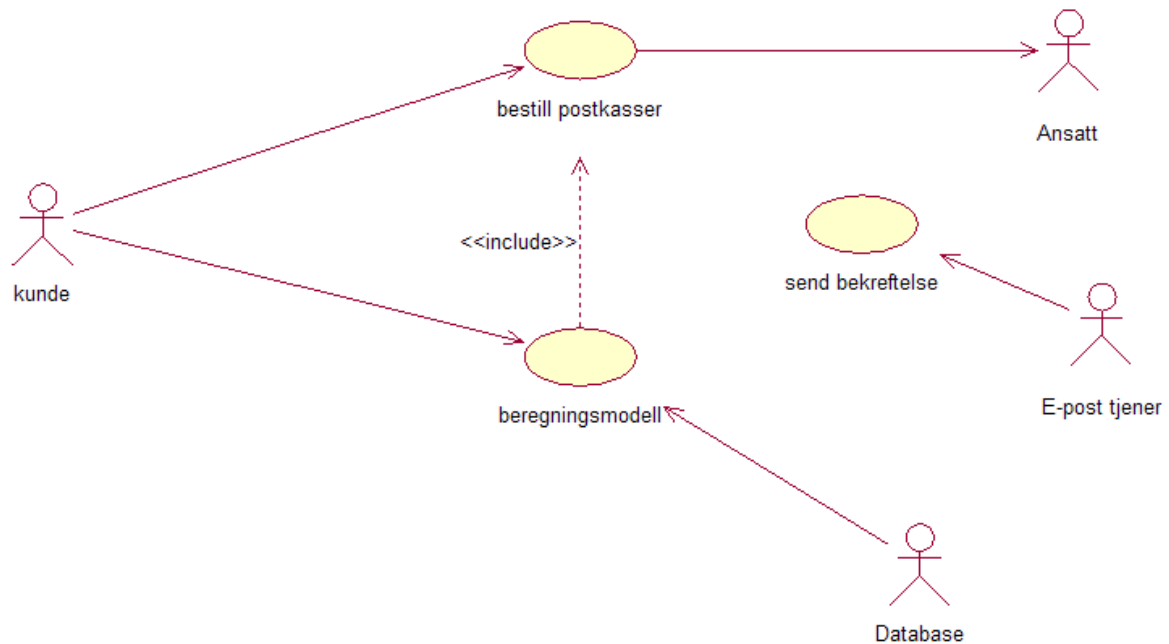 bestill postkasser
Ansatt
kunde
<<include>>
send bekreftelse
beregningsmodell
E-post tjener
Database